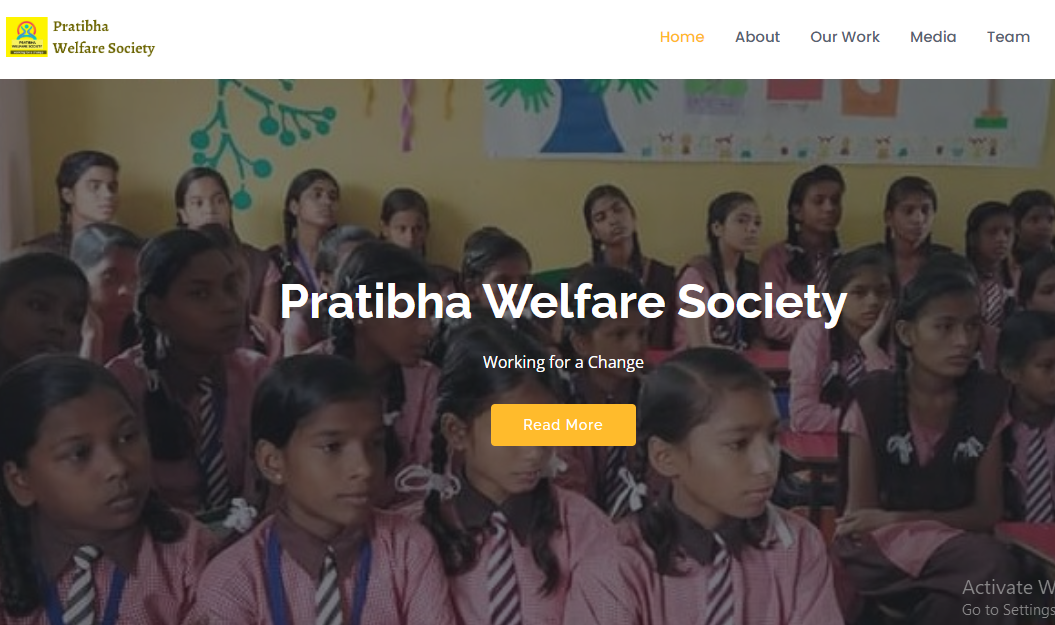 Pratibha
Welfare Society
PRATIBHA
WELFARE SOCIETY
Home
About
Our Work
Media
Team
Pratibha Welfare Society
Working for a Change
Read More
Activate W
Go to Settings